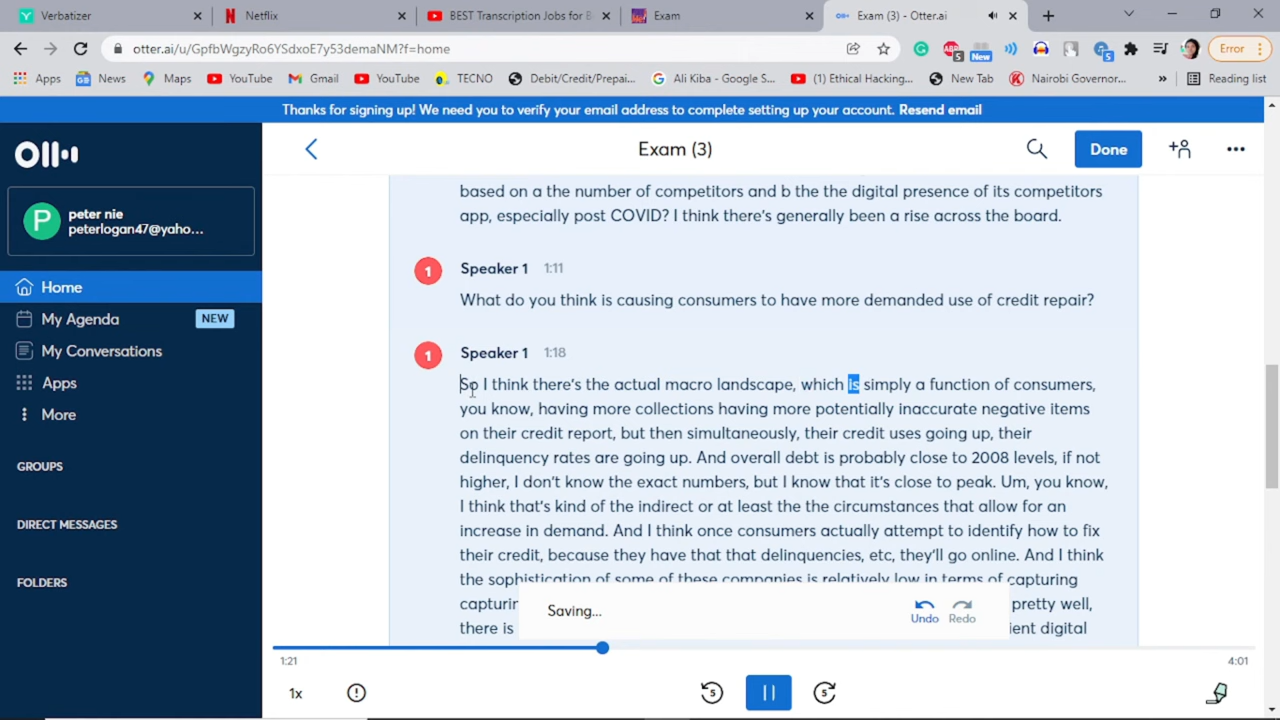 Verbatizer
Netflix
BEST Transcription Jobs for B
Exam
Exam (3) - Otter.ai
otter.ai/u/GpfbWgzyRo6YSdxoE7y53demaNM?f=home
5
New
5
Error
Apps
News
Maps
YouTube
Gmail
YouTube
TECNO
Debit/Credit/Prepai...
Ali Kiba - Google S...
(1) Ethical Hacking...
New Tab
Nairobi Governor...
»
Reading list
Thanks for signing up! We need you to verify your email address to complete setting up your account. Resend email
Exam (3)
Done
P
peter nie
peterlogan47@yaho...
Home
My Agenda
NEW
My Conversations
Apps
More
GROUPS
DIRECT MESSAGES
FOLDERS
based on a the number of competitors and b the the digital presence of its competitors
app, especially post COVID? I think there's generally been a rise across the board.
1
Speaker 1 1:11
What do you think is causing consumers to have more demanded use of credit repair?
1
Speaker 1 1:18
So I think there's the actual macro landscape, which is simply a function of consumers,
you know, having more collections having more potentially inaccurate negative items
on their credit report, but then simultaneously, their credit uses going up, their
delinquency rates are going up. And overall debt is probably close to 2008 levels, if not
higher, I don't know the exact numbers, but I know that it's close to peak. Um, you know,
I think that's kind of the indirect or at least the the circumstances that allow for an
increase in demand. And I think once consumers actually attempt to identify how to fix
their credit, because they have that that delinquencies, etc, they'll go online. And I think
the sophistication of some of these companies is relatively low in terms of capturing
capturin pretty well,
there is ient digital
Saving...
Undo
Redo
1:21
4:01
1x
5
5